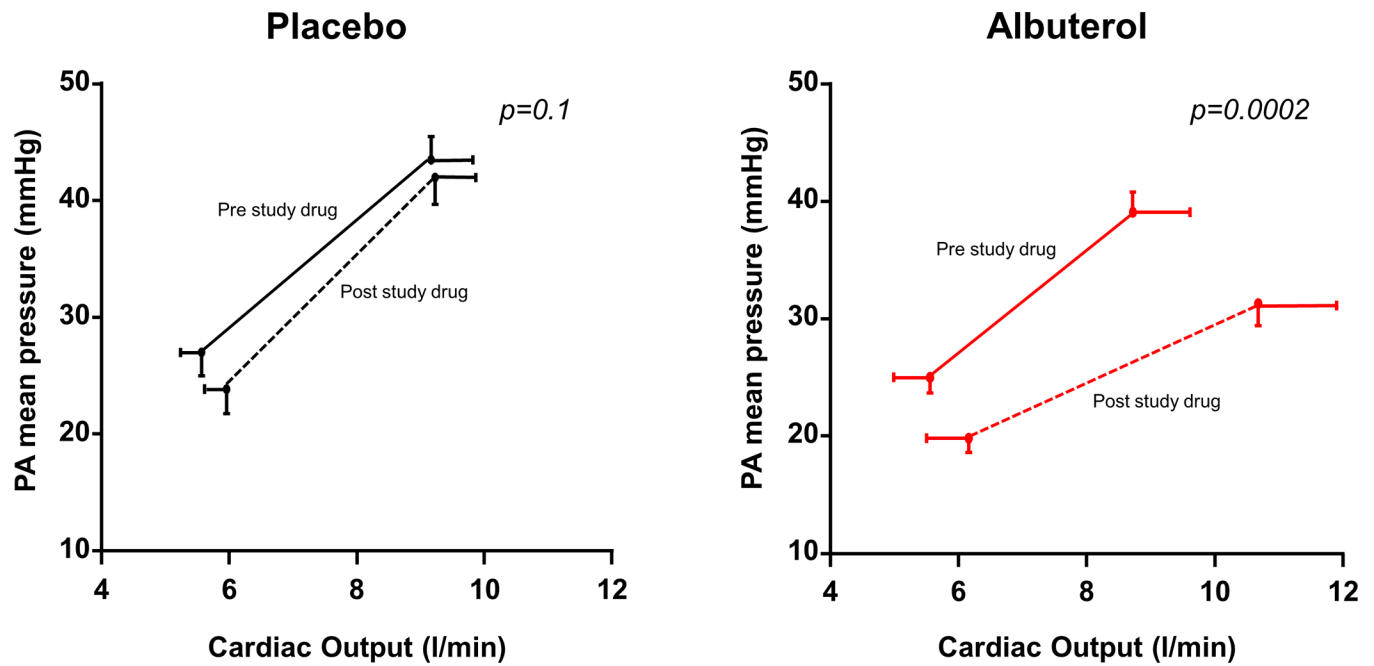 Placebo
50
40
30
20
10
4
6
8
10
12
PA mean pressure (mmHg)
Cardiac Output (l/min)
p=0.1
Pre study drug
Post study drug
Albuterol
50
40
30
20
10
4
6
8
10
12
PA mean pressure (mmHg)
Cardiac Output (l/min)
p=0.0002
Pre study drug
Post study drug